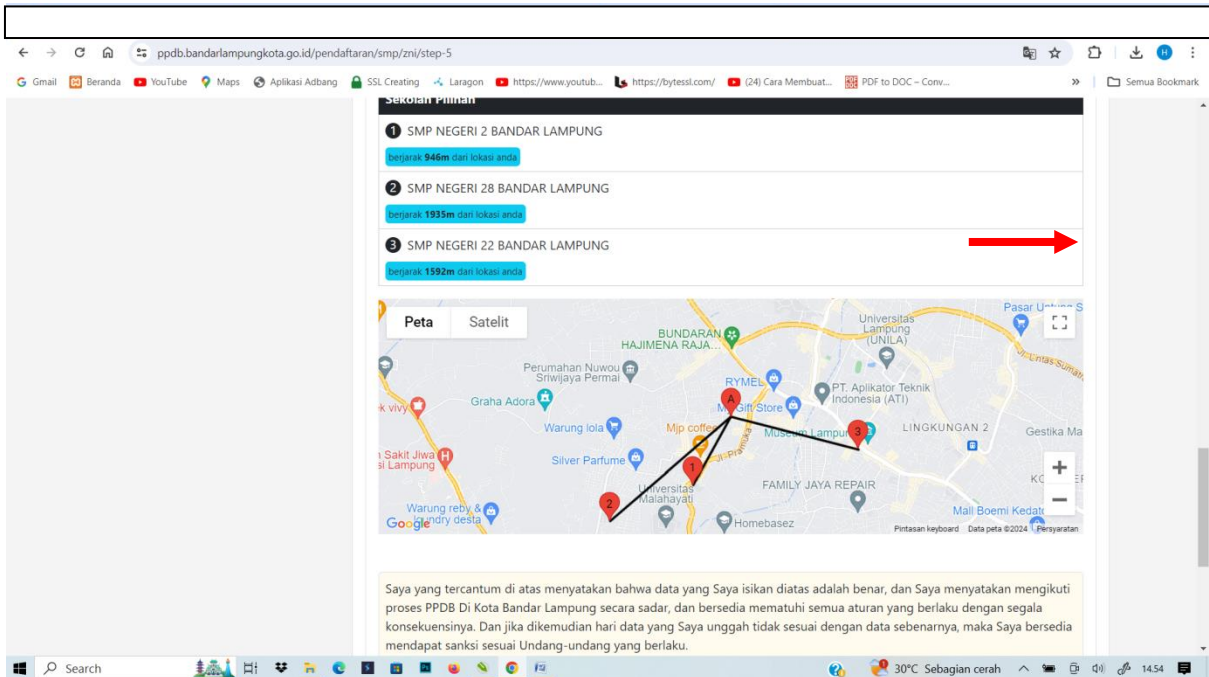 ppdb.bandarlampungkota.go.id/pendaftaran/smp/zni/step-5
H
Gmail Beranda YouTube Maps Aplikasi Adbang SSL Creating Laragon https://www.youtub... https://bytessl.com/ (24) Cara Membuat... PDF to DOC – Conv... » Semua Bookmark
Sekolah Pilihan
1 SMP NEGERI 2 BANDAR LAMPUNG
berjarak 946m dari lokasi anda
2 SMP NEGERI 28 BANDAR LAMPUNG
berjarak 1935m dari lokasi anda
3 SMP NEGERI 22 BANDAR LAMPUNG
berjarak 1592m dari lokasi anda
Peta Satelit
Pasar
BUNDARAN
HAJIMENA RAJA...
Universitas
Lampung
(UNILA)
Perumahan Nuwou
Sriwijaya Permai
Jl. Lintas
RYMEL
PT. Aplikator Teknik
Indonesia (ATI)
Graha Adora
A
Gift Store
k vivy
Warung lola
Mjp coffee
Museum Lampung
3
LINGKUNGAN 2
Gestika Ma
Jl. Pramuka
Sakit Jiwa
si Lampung
Silver Parfume
1
FAMILY JAYA REPAIR
+
Universitas
Malahayati
2
−
Warung reby &
laundry desta
Homebasez
Mall Boemi Kedat
Google
Pintasan keyboard Data peta ©2024 Persyaratan
Saya yang tercantum di atas menyatakan bahwa data yang Saya isikan diatas adalah benar, dan Saya menyatakan mengikuti
proses PPDB Di Kota Bandar Lampung secara sadar, dan bersedia mematuhi semua aturan yang berlaku dengan segala
konsekuensinya. Dan jika dikemudian hari data yang Saya unggah tidak sesuai dengan data sebenarnya, maka Saya bersedia
mendapat sanksi sesuai Undang-undang yang berlaku.
Search 30°C Sebagian cerah 14.54